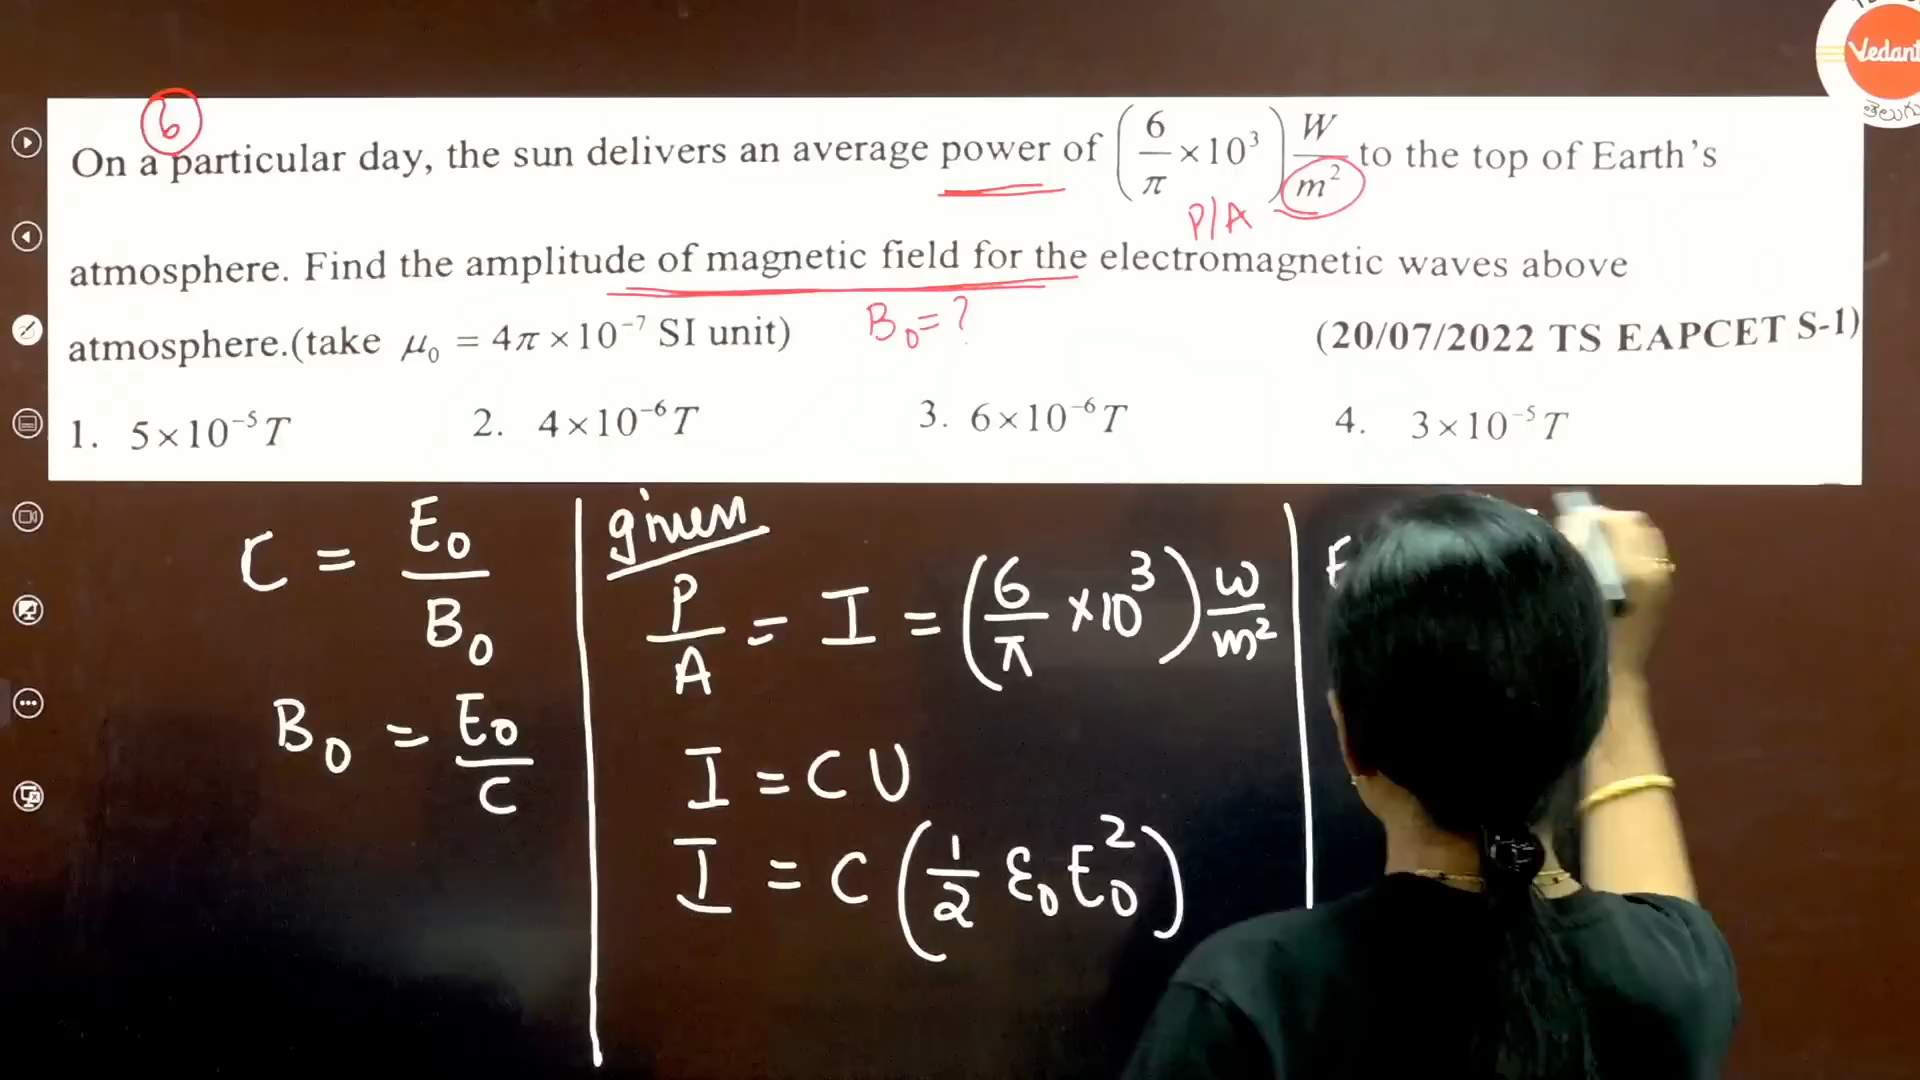 Vedant
తెలుగు
6
On a particular day, the sun delivers an average power of (6/π ×10³) W/m² to the top of Earth's
P/A
atmosphere. Find the amplitude of magnetic field for the electromagnetic waves above
atmosphere.(take μ₀ = 4π×10⁻⁷ SI unit)
B₀=?
(20/07/2022 TS EAPCET S-1)
1. 5×10⁻⁵T
2. 4×10⁻⁶T
3. 6×10⁻⁶T
4. 3×10⁻⁵T
C = E₀/B₀
B₀ = E₀/C
given
P/A = I = (6/π ×10³) W/m²
I = CU
I = C (1/2 ε₀ E₀²)